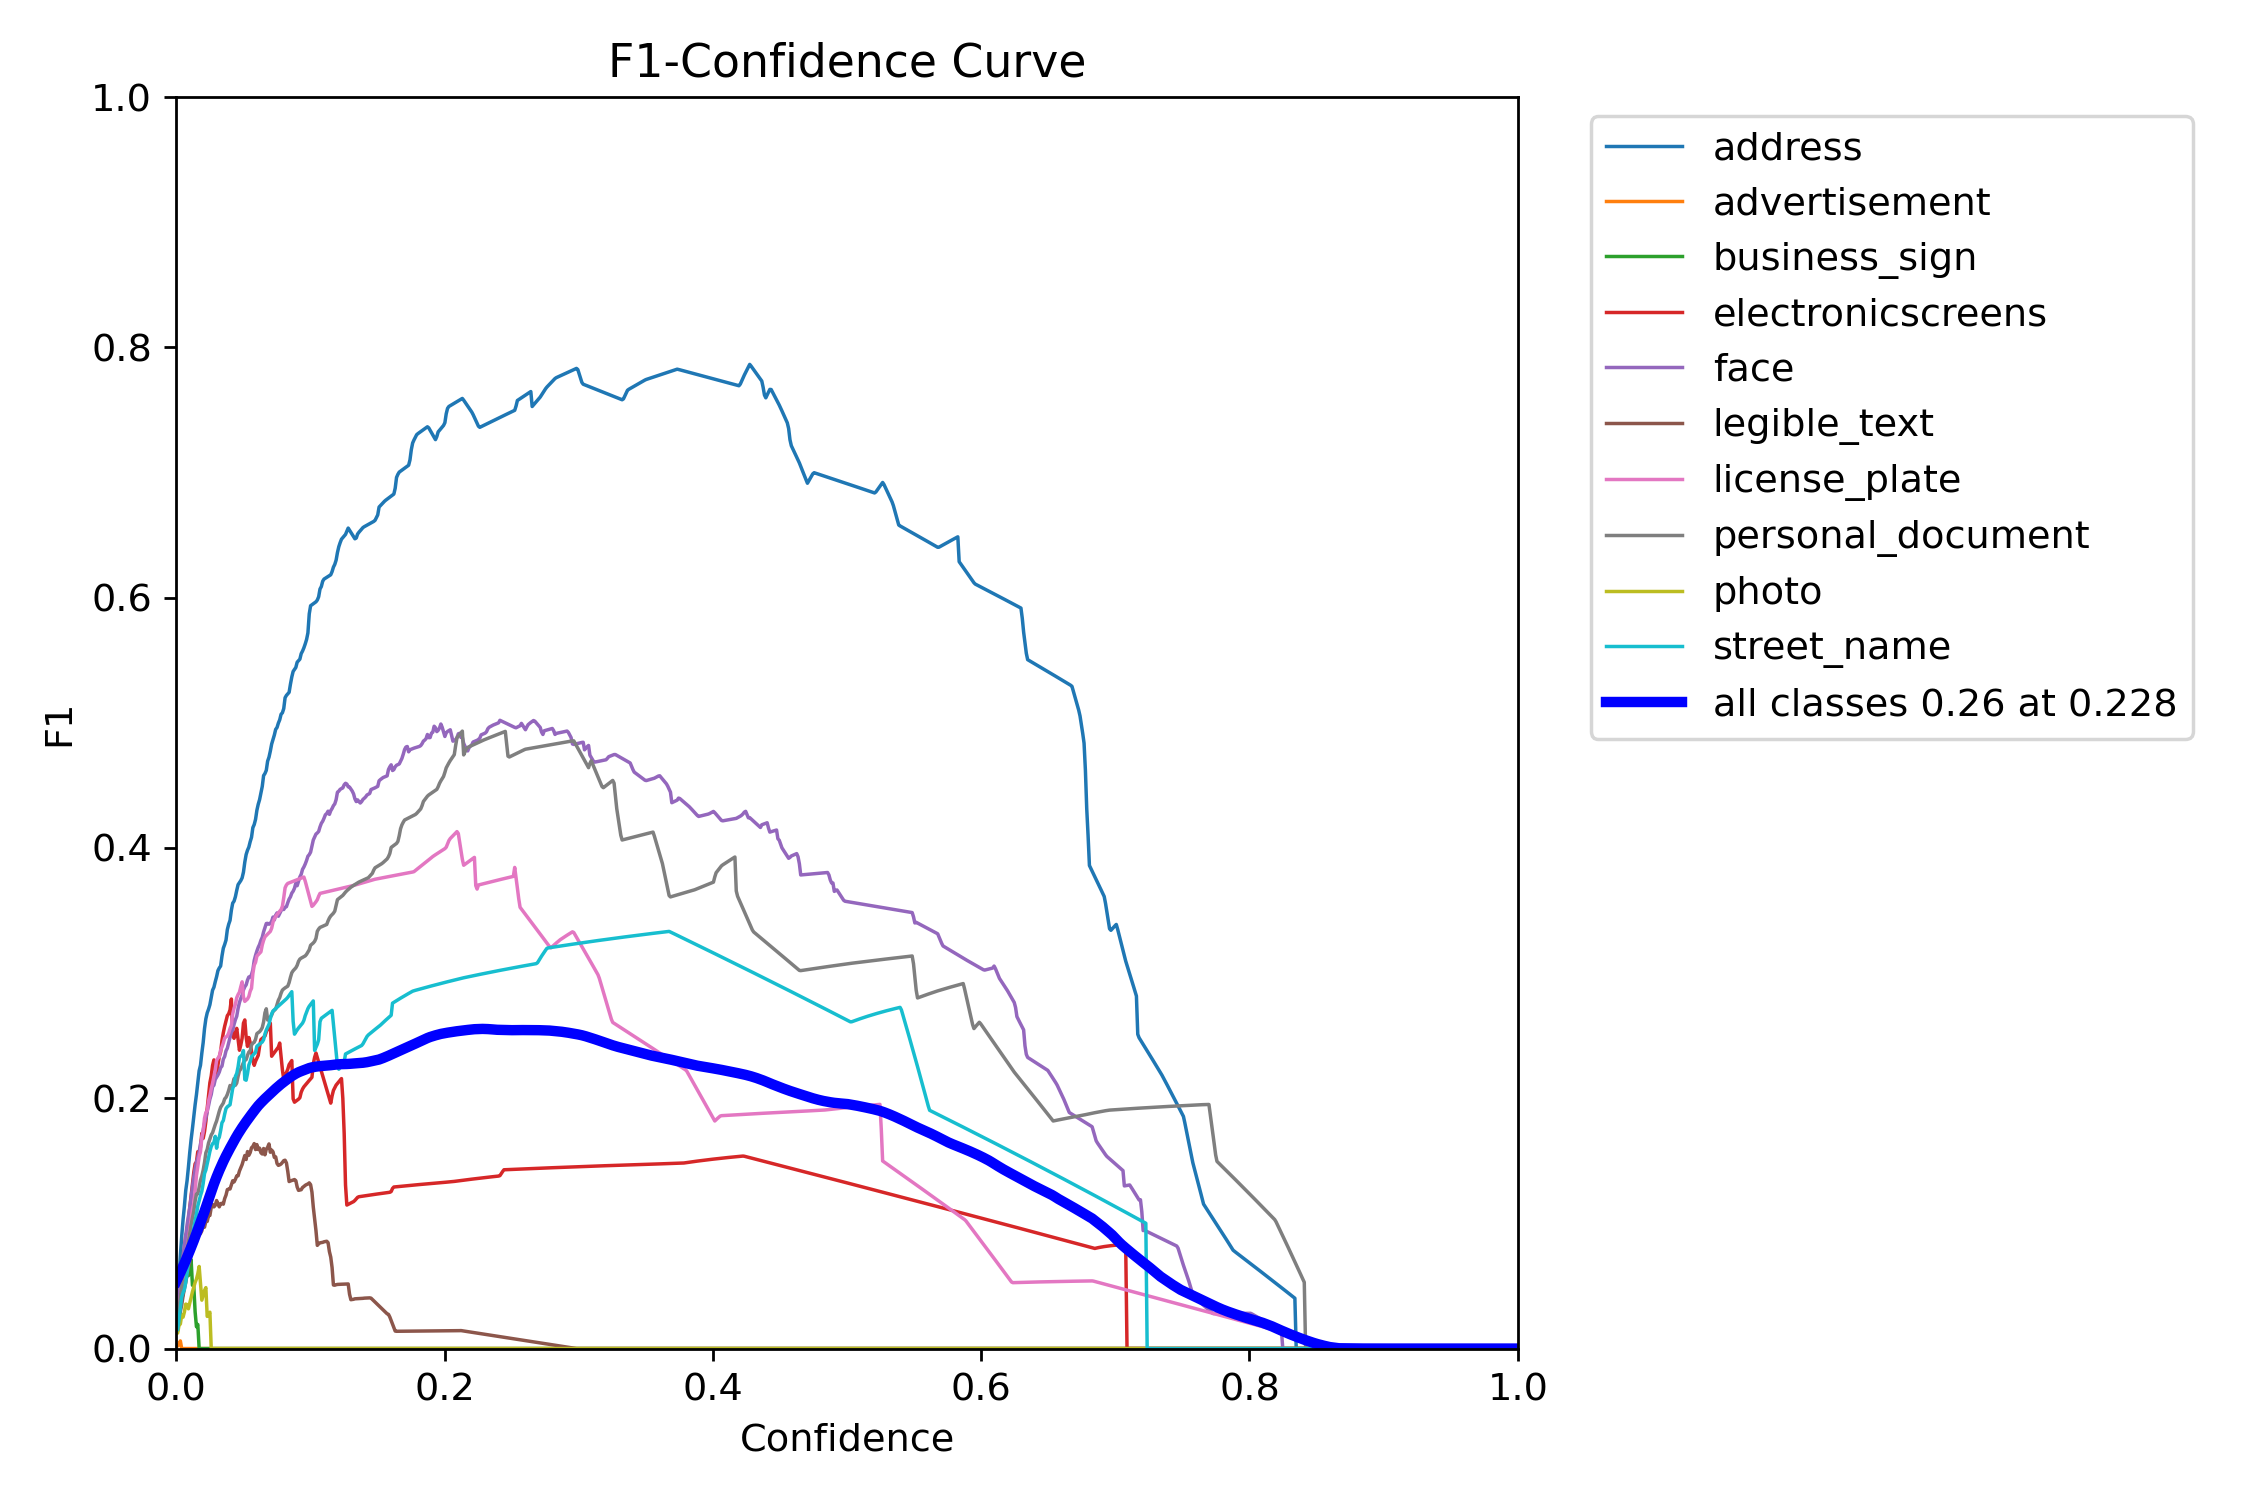 F1-Confidence Curve
1.0
0.8
0.6
0.4
0.2
0.0
F1
0.0 0.2 0.4 0.6 0.8 1.0
Confidence
address
advertisement
business_sign
electronicscreens
face
legible_text
license_plate
personal_document
photo
street_name
all classes 0.26 at 0.228